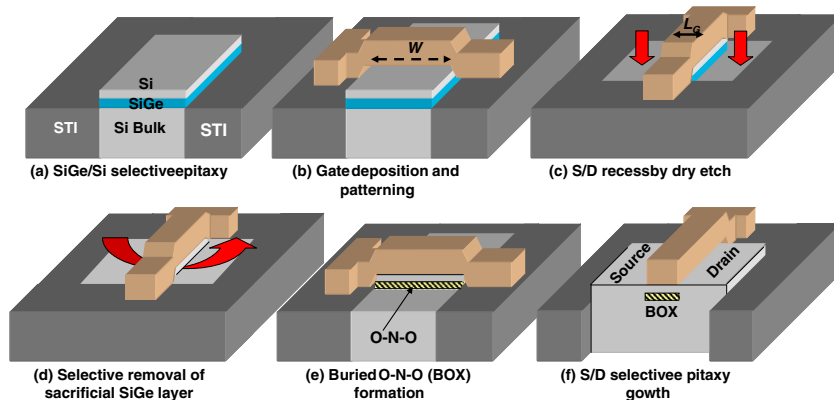 Si
SiGe
STI
Si Bulk
STI
(a) SiGe/Si selectiveepitaxy
W
(b) Gate deposition and
patterning
LG
(c) S/D recessby dry etch
(d) Selective removal of
sacrificial SiGe layer
O-N-O
(e) Buried O-N-O (BOX)
formation
Source
Drain
BOX
(f) S/D selectivee pitaxy
gowth